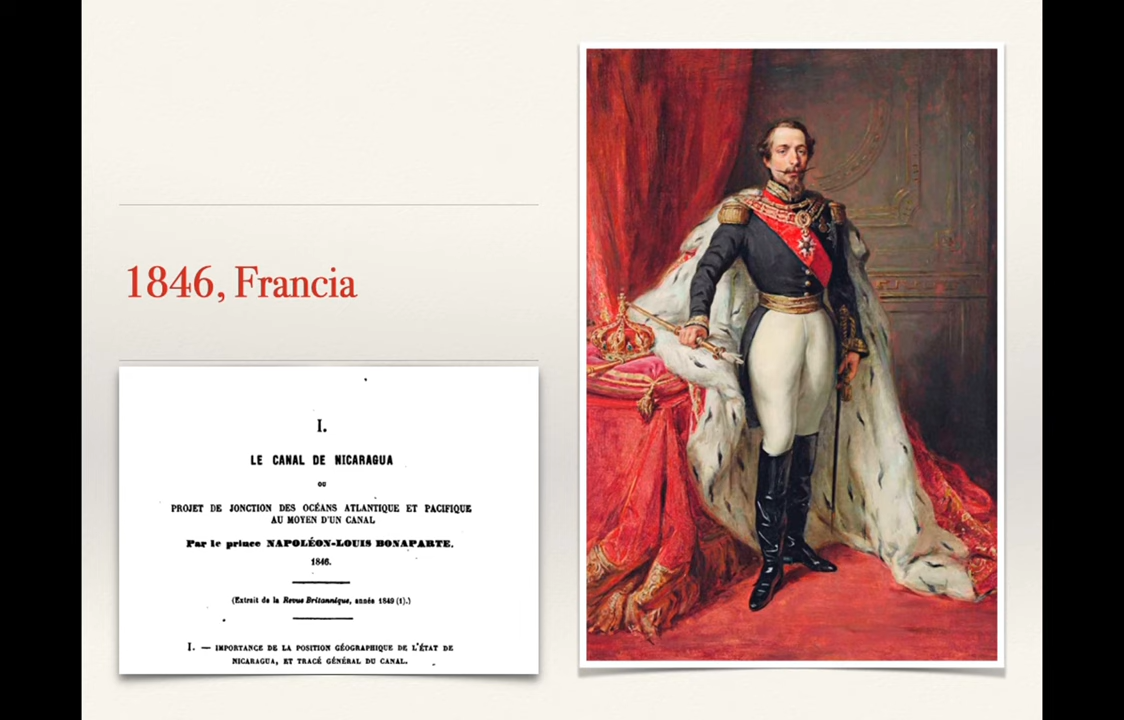 1846, Francia
I.
LE CANAL DE NICARAGUA
OU
PROJET DE JONCTION DES OCÉANS ATLANTIQUE ET PACIFIQUE
AU MOYEN D'UN CANAL
Par le prince NAPOLÉON-LOUIS BONAPARTE.
1846.
(Extrait de la Revue Britannique, année 1849 (1).)
I. — IMPORTANCE DE LA POSITION GÉOGRAPHIQUE DE L'ÉTAT DE
NICARAGUA, ET TRACÉ GÉNÉRAL DU CANAL.